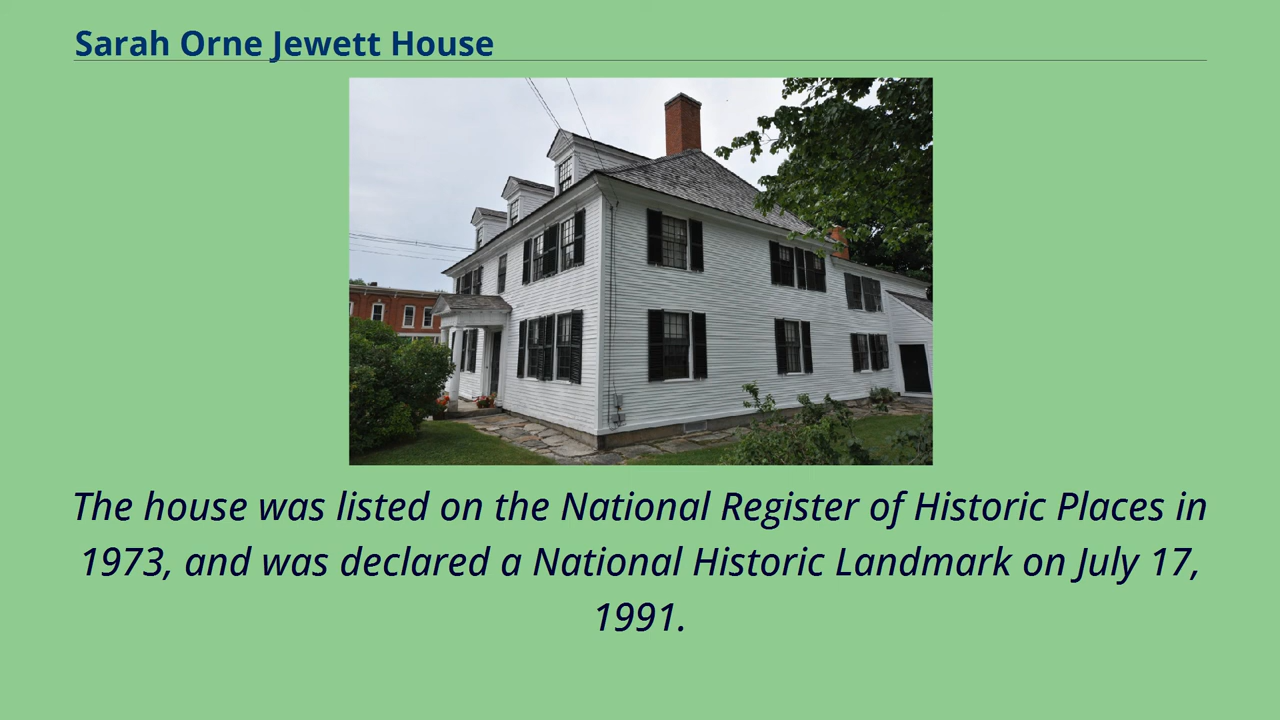 Sarah Orne Jewett House
The house was listed on the National Register of Historic Places in
1973, and was declared a National Historic Landmark on July 17,
1991.